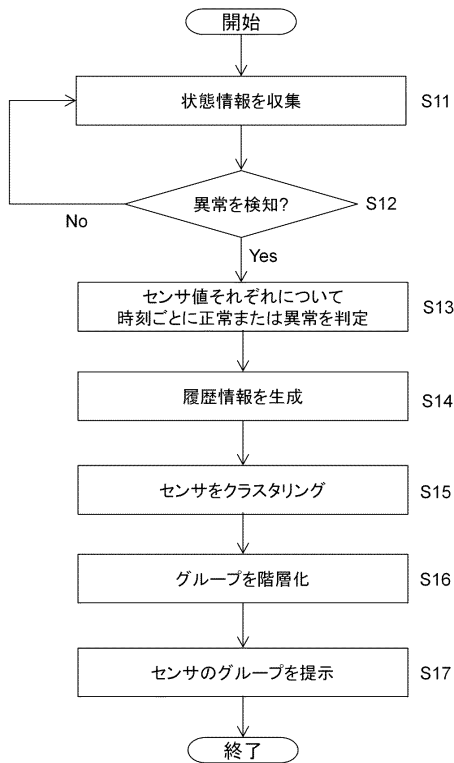 開始
状態情報を収集
S11
異常を検知?
S12
No
Yes
センサ値それぞれについて
時刻ごとに正常または異常を判定
S13
履歴情報を生成
S14
センサをクラスタリング
S15
グループを階層化
S16
センサのグループを提示
S17
終了